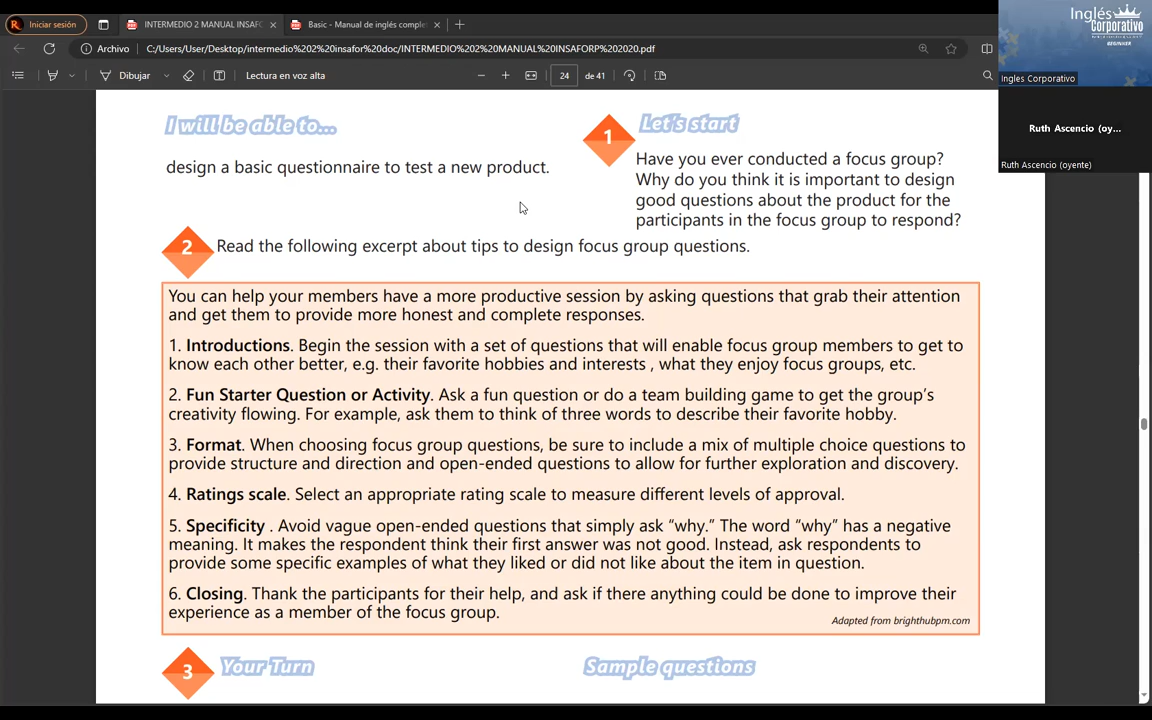 Iniciar sesión
INTERMEDIO 2 MANUAL INSAFOR
Basic - Manual de inglés comple
Archivo
C:/Users/User/Desktop/intermedio%202%20insafor%20doc/INTERMEDIO%202%20MANUAL%20INSAFORP%202020.pdf
Dibujar
Lectura en voz alta
24
de 41
Inglés
Corporativo
BEGINNER
Ingles Corporativo
Ruth Ascencio (oy...
Ruth Ascencio (oyente)
I will be able to...
design a basic questionnaire to test a new product.
1
Let's start
Have you ever conducted a focus group?
Why do you think it is important to design
good questions about the product for the
participants in the focus group to respond?
2
Read the following excerpt about tips to design focus group questions.
You can help your members have a more productive session by asking questions that grab their attention
and get them to provide more honest and complete responses.
1. Introductions. Begin the session with a set of questions that will enable focus group members to get to
know each other better, e.g. their favorite hobbies and interests , what they enjoy focus groups, etc.
2. Fun Starter Question or Activity. Ask a fun question or do a team building game to get the group's
creativity flowing. For example, ask them to think of three words to describe their favorite hobby.
3. Format. When choosing focus group questions, be sure to include a mix of multiple choice questions to
provide structure and direction and open-ended questions to allow for further exploration and discovery.
4. Ratings scale. Select an appropriate rating scale to measure different levels of approval.
5. Specificity . Avoid vague open-ended questions that simply ask “why.” The word “why” has a negative
meaning. It makes the respondent think their first answer was not good. Instead, ask respondents to
provide some specific examples of what they liked or did not like about the item in question.
6. Closing. Thank the participants for their help, and ask if there anything could be done to improve their
experience as a member of the focus group.
Adapted from brighthubpm.com
3
Your Turn
Sample questions